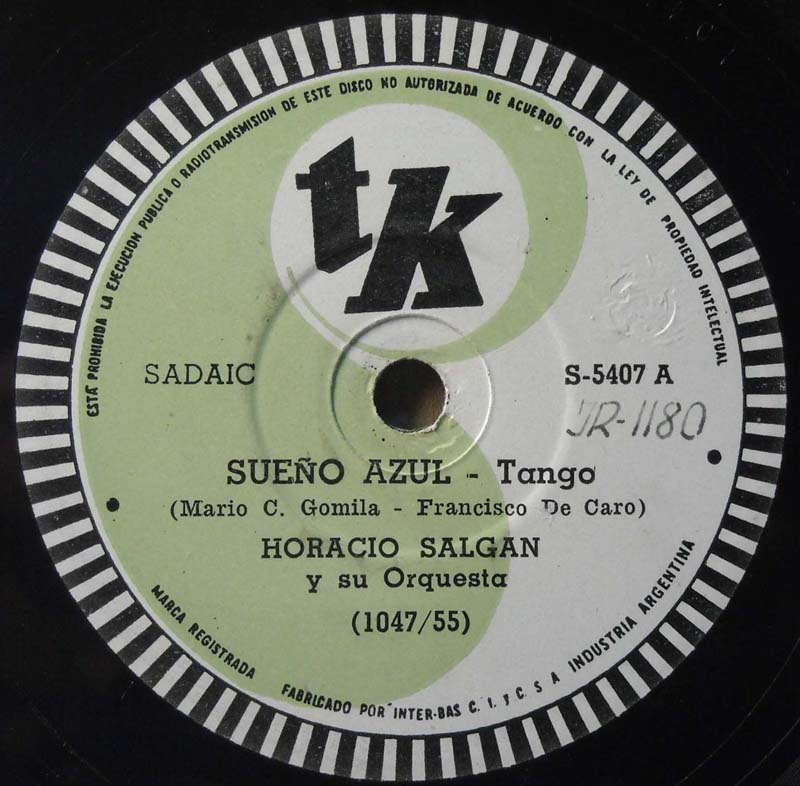 ESTA PROHIBIDA LA EJECUCION PUBLICA O RADIOTRANSMISION DE ESTE DISCO NO AUTORIZADA DE ACUERDO CON LA LEY DE PROPIEDAD INTELECTUAL
tk
SADAIC
S-5407 A
JR-1180
SUEÑO AZUL - Tango
(Mario C. Gomila - Francisco De Caro)
HORACIO SALGAN
y su Orquesta
(1047/55)
MARCA REGISTRADA
FABRICADO POR INTER-BAS C. I. y C. S A INDUSTRIA ARGENTINA